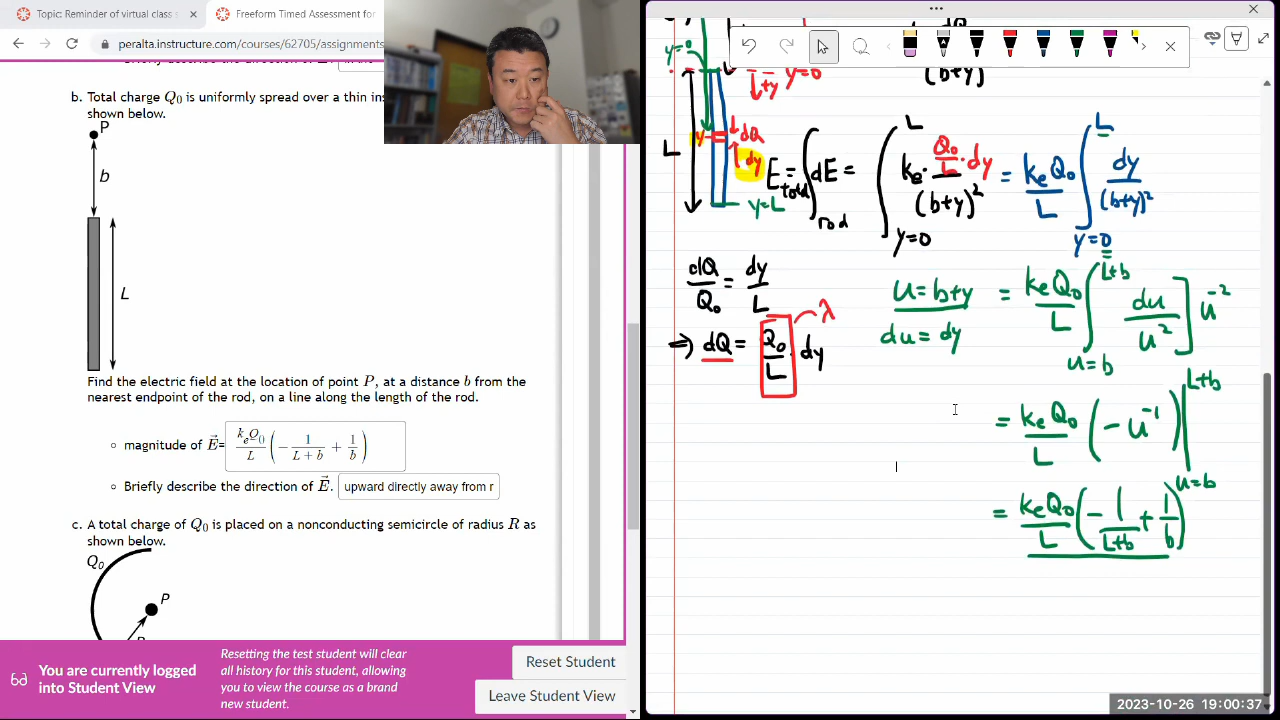 Topic: Reminder of virtual class
Freeform Timed Assessment for
peralta.instructure.com/course/62705/assignments
b. Total charge Q₀ is uniformly spread over a thin ins
shown below.
P
b
L
Find the electric field at the location of point P, at a distance b from the
nearest endpoint of the rod, on a line along the length of the rod.
magnitude of E⃗= kₑQ₀/L (−1/(L+b) + 1/b)
Briefly describe the direction of E⃗. upward directly away from r
c. A total charge of Q₀ is placed on a nonconducting semicircle of radius R as
shown below.
Q₀
P
You are currently logged
into Student View
Resetting the test student will clear
all history for this student, allowing
you to view the course as a brand
new student.
Reset Student
Leave Student View
y=0
y=0
+y
(b+y)
L
y
dQ
dy
y=L
E_total = ∫_rod dE = ∫_{y=0}^{L} kₑ · Q₀/L · dy / (b+y)² = kₑQ₀/L ∫_{y=0}^{L} dy/(b+y)²
dQ/Q₀ = dy/L
⇒ dQ = Q₀/L · dy
λ
u = b+y
du = dy
= kₑQ₀/L ∫_{u=b}^{L+b} du/u² ] u⁻²
= kₑQ₀/L (−u⁻¹) |_{u=b}^{L+b}
= kₑQ₀/L (−1/(L+b) + 1/b)
2023-10-26 19:00:37